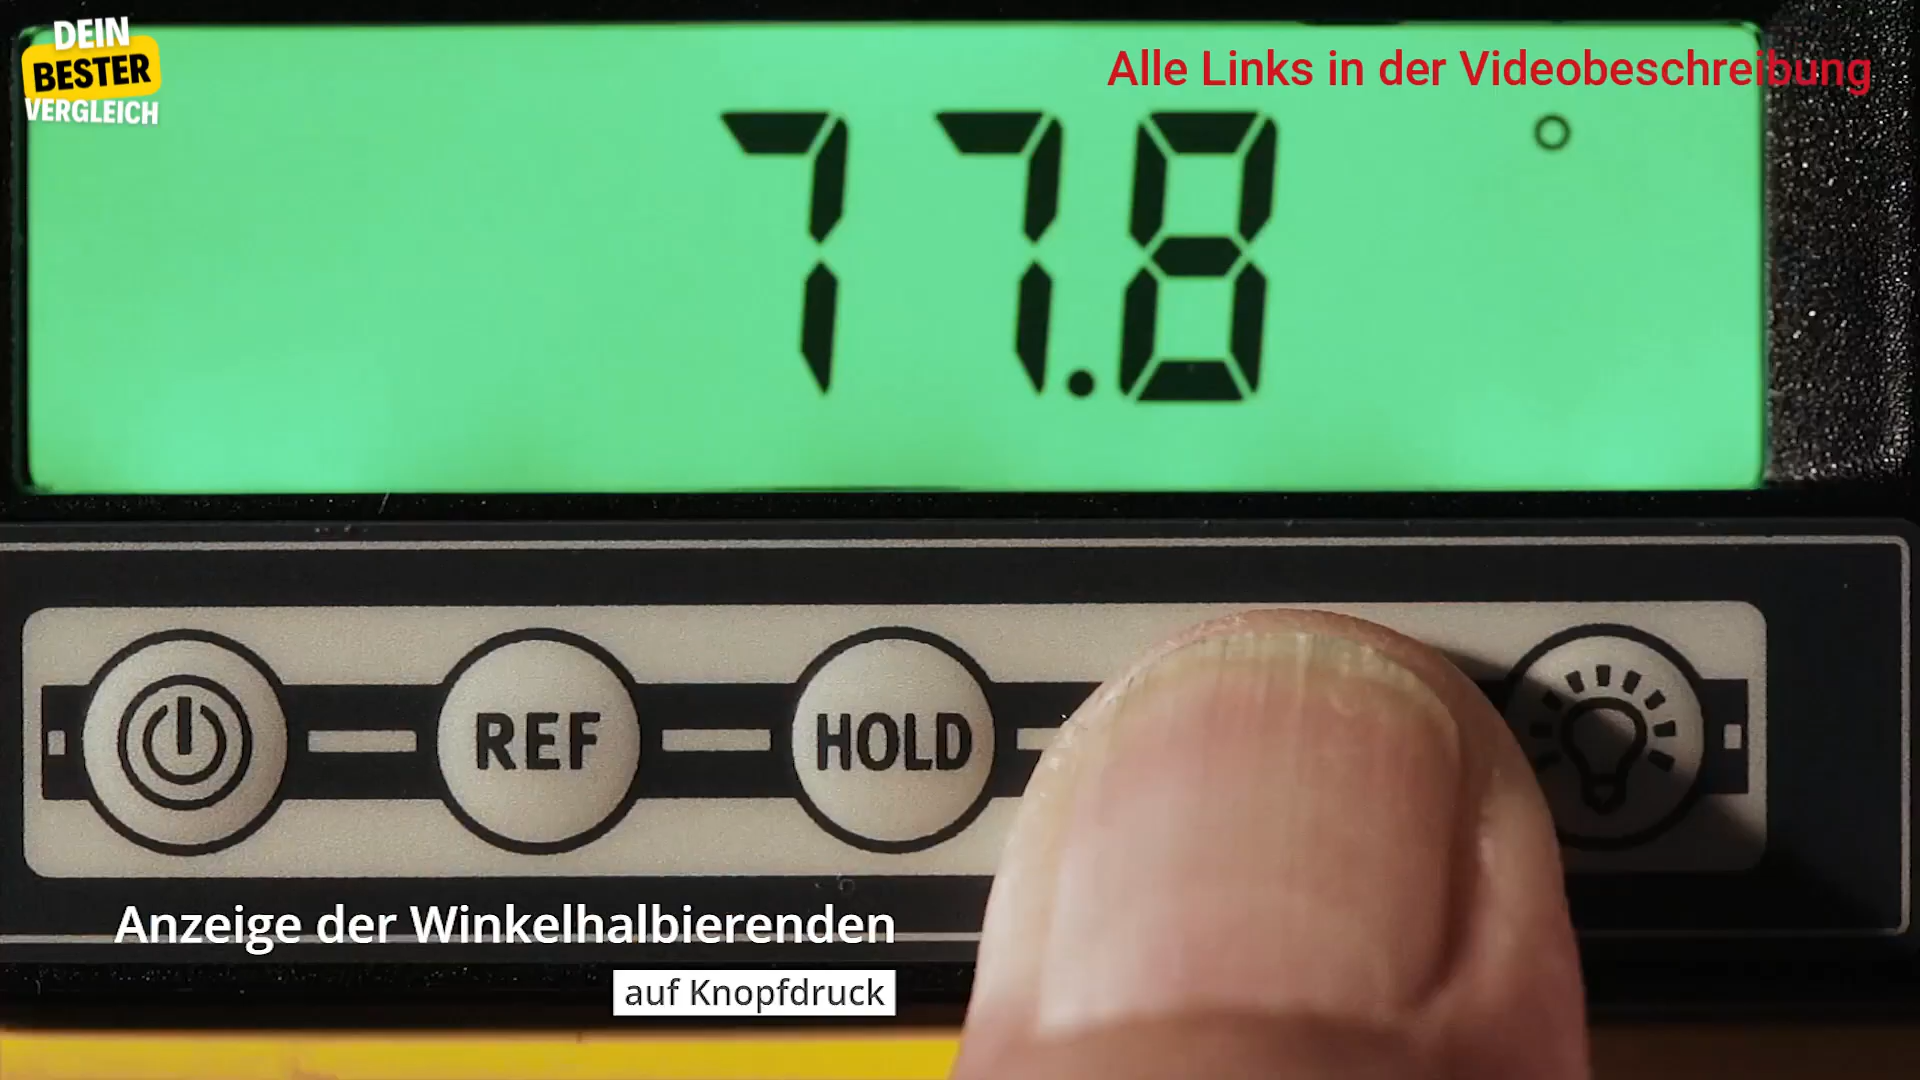 DEIN
BESTER
VERGLEICH
Alle Links in der Videobeschreibung
77.8 °
REF
HOLD
Anzeige der Winkelhalbierenden
auf Knopfdruck